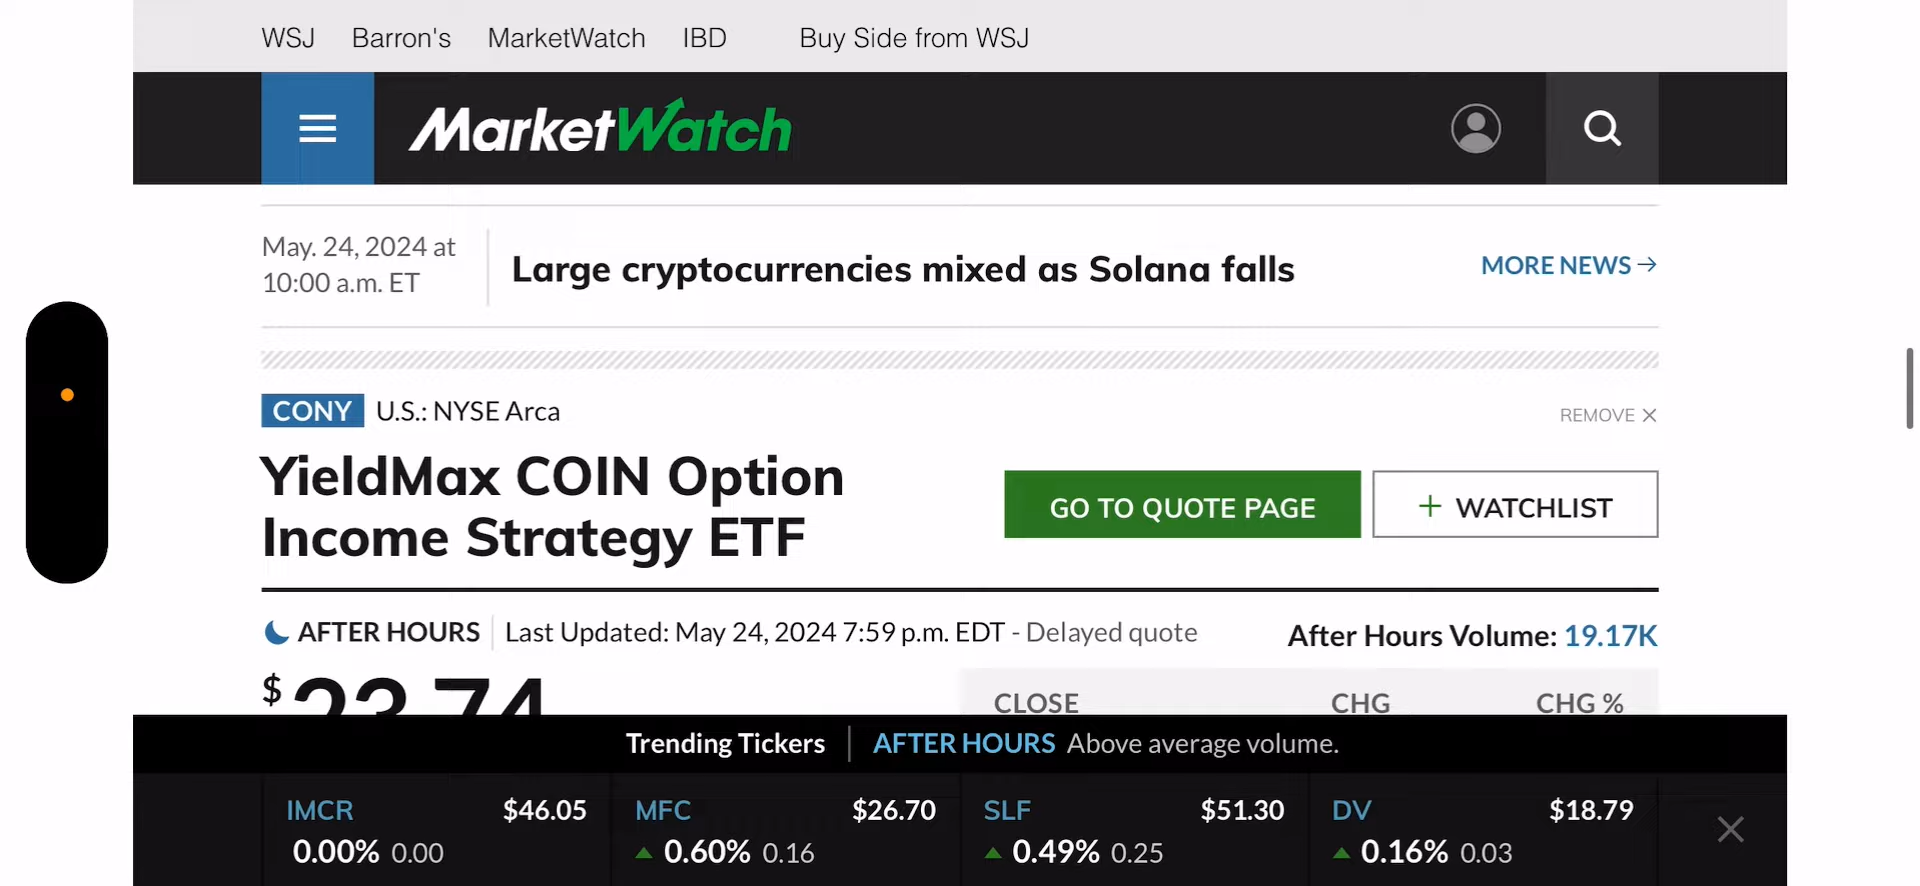 WSJ Barron's MarketWatch IBD Buy Side from WSJ
MarketWatch
May. 24, 2024 at
10:00 a.m. ET
Large cryptocurrencies mixed as Solana falls
MORE NEWS →
CONY U.S.: NYSE Arca
REMOVE ×
YieldMax COIN Option
Income Strategy ETF
GO TO QUOTE PAGE
+ WATCHLIST
AFTER HOURS Last Updated: May 24, 2024 7:59 p.m. EDT - Delayed quote
After Hours Volume: 19.17K
$23.74
CLOSE CHG CHG %
Trending Tickers AFTER HOURS Above average volume.
IMCR $46.05
0.00% 0.00
MFC $26.70
0.60% 0.16
SLF $51.30
0.49% 0.25
DV $18.79
0.16% 0.03